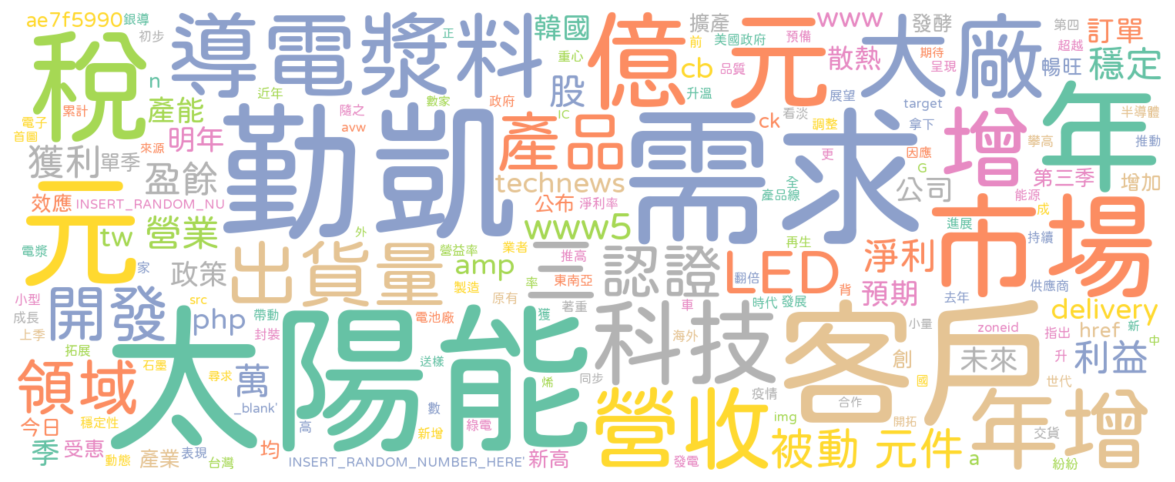 ae7f5990 銀導
初步
稅
導電漿料
正
重心
韓國
擴產
美國政府
前
億元
cb
www
預備
品質
散熱
發酵
大廠
第四
超越
期待
呈現
訂單
暢旺
穩定
n
產能
累計
電子
首圖
來源
明年
近年
隨之
avw
數家
政府
股
IC
升溫
看淡
展望
target
拿下
半導體
推動
攀高
調整
ck
年
勤凱
產品
需求
增
因應
更
G
獲利
單季
盈餘
technews
公司
第三季
增加
全
產品線
能源
成
效應
INSERT_RANDOM_NU
公布
淨利率
www5
元
tw
營業
外
進展
持續
市場
電漿
家
政策
出貨量
營益率
業者
amp
製造
三
推高
東南亞
認證
再生
翻倍
LED
淨利
預期
背
去年
供應商
小型
成長
上季
開發
src
php
帶動
封裝
原有
率
著重
車
時代
發展
delivery
電池廠
獲
科技
海外
客戶
小量
zoneid
href
新
中
指出
升
利益
拓展
石墨
尋求
太陽能
送樣
烯
同步
疫情
創
國
未來
世代
領域
萬
_blank'
數
新增
綠電
營收
img
合作
開拓
年增
今日
穩定性
季
受惠
動態
產業
表現
台灣
均
高
INSERT_RANDOM_NUMBER_HERE'
新高
發電
被動
元件
a
交貨
紛紛